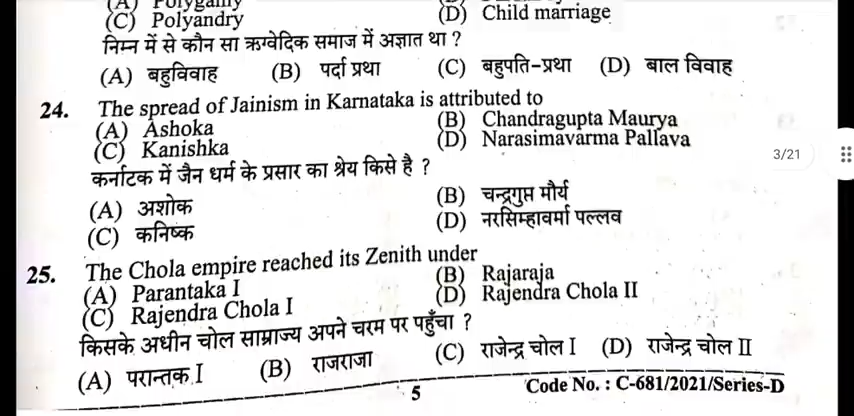 (A) Polygamy
(C) Polyandry (D) Child marriage
निम्न में से कौन सा ऋग्वेदिक समाज में अज्ञात था ?
(A) बहुविवाह (B) पर्दा प्रथा (C) बहुपति-प्रथा (D) बाल विवाह
24. The spread of Jainism in Karnataka is attributed to
(A) Ashoka (B) Chandragupta Maurya
(C) Kanishka (D) Narasimavarma Pallava
कर्नाटक में जैन धर्म के प्रसार का श्रेय किसे है ?
(A) अशोक (B) चन्द्रगुप्त मौर्य
(C) कनिष्क (D) नरसिम्हावर्मा पल्लव
3/21
25. The Chola empire reached its Zenith under
(A) Parantaka I (B) Rajaraja
(C) Rajendra Chola I (D) Rajendra Chola II
किसके अधीन चोल साम्राज्य अपने चरम पर पहुँचा ?
(A) परान्तक I (B) राजराजा (C) राजेन्द्र चोल I (D) राजेन्द्र चोल II
5 Code No. : C-681/2021/Series-D